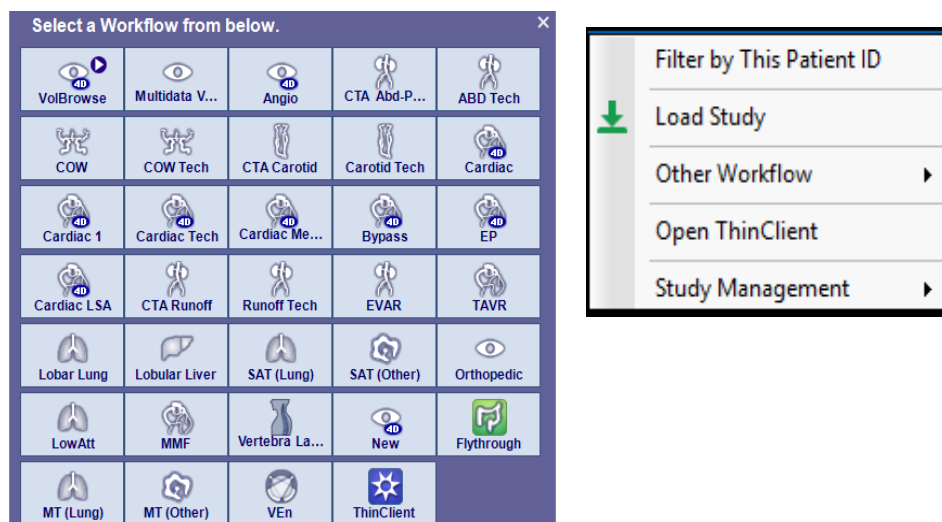 Select a Workflow from below.
VolBrowse
Multidata V...
Angio
CTA Abd-P...
ABD Tech
COW
COW Tech
CTA Carotid
Carotid Tech
Cardiac
Cardiac 1
Cardiac Tech
Cardiac Me...
Bypass
EP
Cardiac LSA
CTA Runoff
Runoff Tech
EVAR
TAVR
Lobar Lung
Lobular Liver
SAT (Lung)
SAT (Other)
Orthopedic
LowAtt
MMF
Vertebra La...
New
Flythrough
MT (Lung)
MT (Other)
VEn
ThinClient
4D
4D
4D
4D
4D
4D
4D
4D
4D
4D
Filter by This Patient ID
Load Study
Other Workflow
Open ThinClient
Study Management